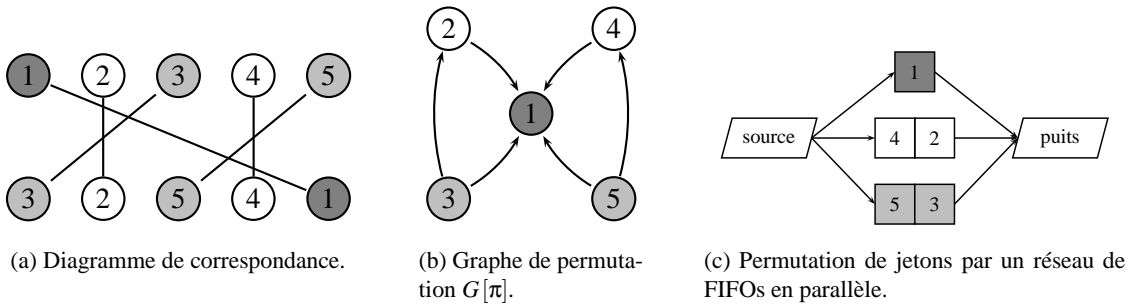 1 2 3 4 5
3 2 5 4 1
(a) Diagramme de correspondance.
2 4
1
3 5
(b) Graphe de permuta-
tion G[π].
1
source 4 2 puits
5 3
(c) Permutation de jetons par un réseau de
FIFOs en parallèle.